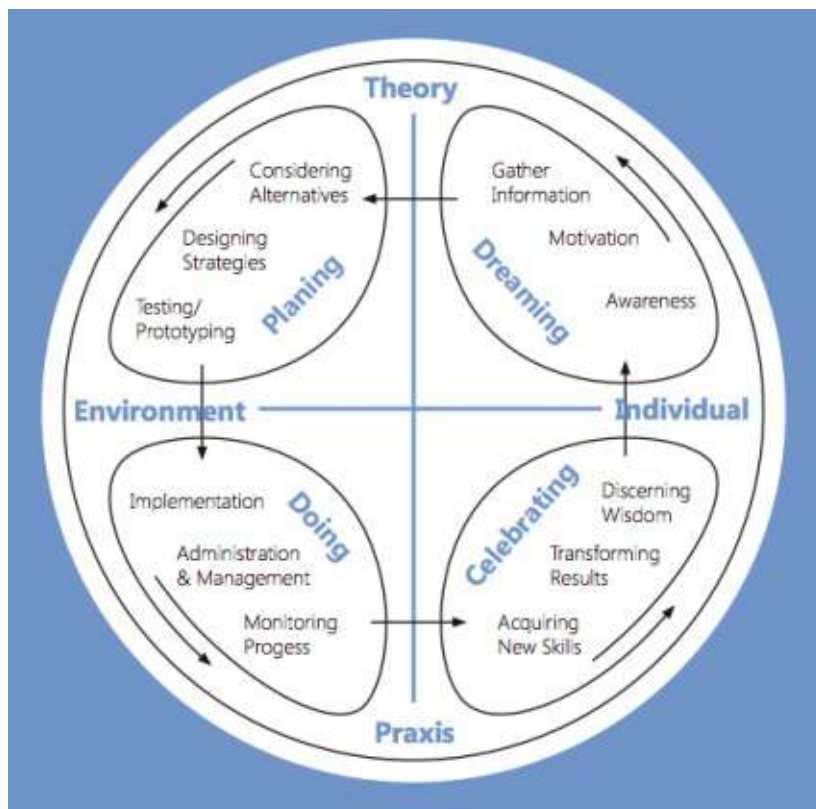 Theory
Considering
Alternatives
Designing
Strategies
Testing/
Prototyping
Planing
Gather
Information
Motivation
Awareness
Dreaming
Environment
Individual
Implementation
Administration
& Management
Monitoring
Progess
Doing
Celebrating
Discerning
Wisdom
Transforming
Results
Acquiring
New Skills
Praxis